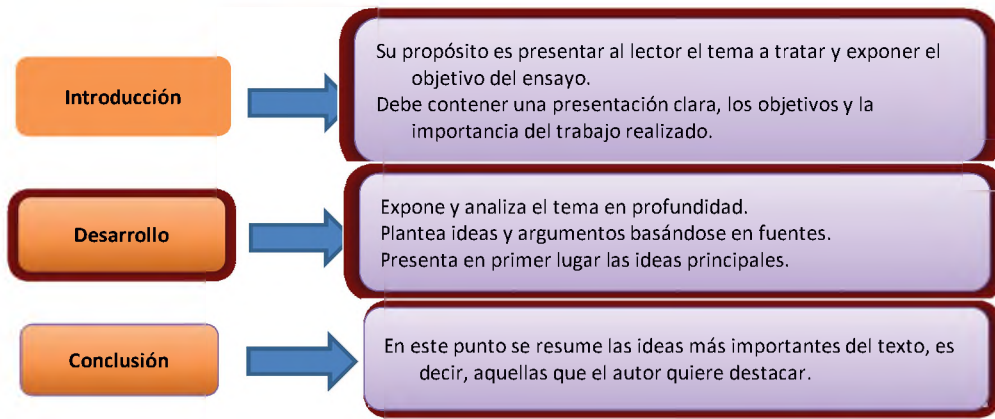 Introducción
Su propósito es presentar al lector el tema a tratar y exponer el
objetivo del ensayo.
Debe contener una presentación clara, los objetivos y la
importancia del trabajo realizado.
Desarrollo
Expone y analiza el tema en profundidad.
Plantea ideas y argumentos basándose en fuentes.
Presenta en primer lugar las ideas principales.
Conclusión
En este punto se resume las ideas más importantes del texto, es
decir, aquellas que el autor quiere destacar.